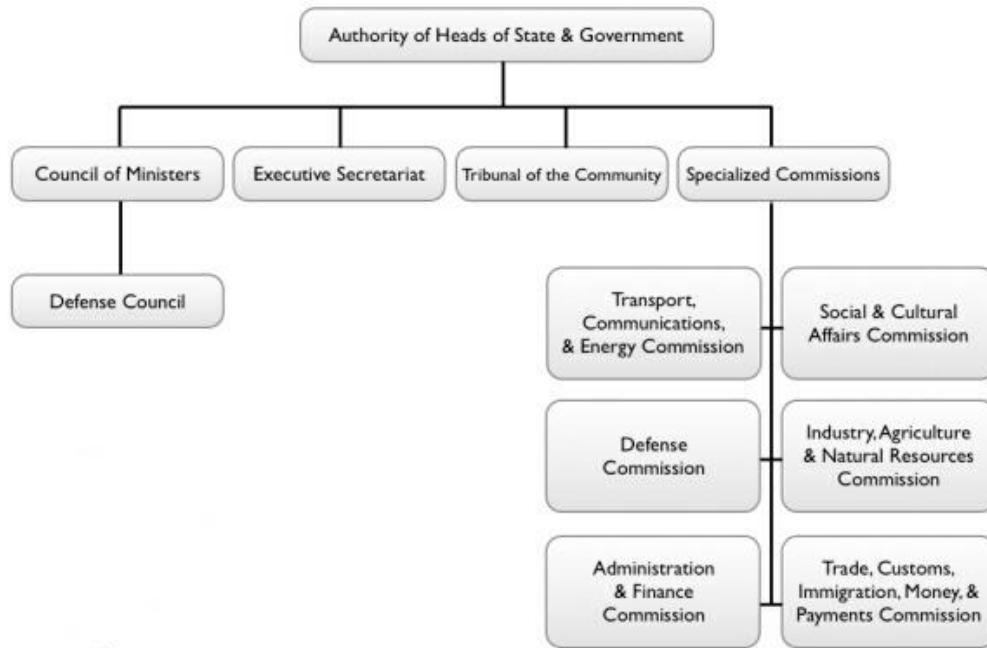 Authority of Heads of State & Government
Council of Ministers
Executive Secretariat
Tribunal of the Community
Specialized Commissions
Defense Council
Transport,
Communications,
& Energy Commission
Social & Cultural
Affairs Commission
Defense
Commission
Industry, Agriculture
& Natural Resources
Commission
Administration
& Finance
Commission
Trade, Customs,
Immigration, Money, &
Payments Commission